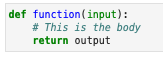 def function(input):
    # This is the body
    return output